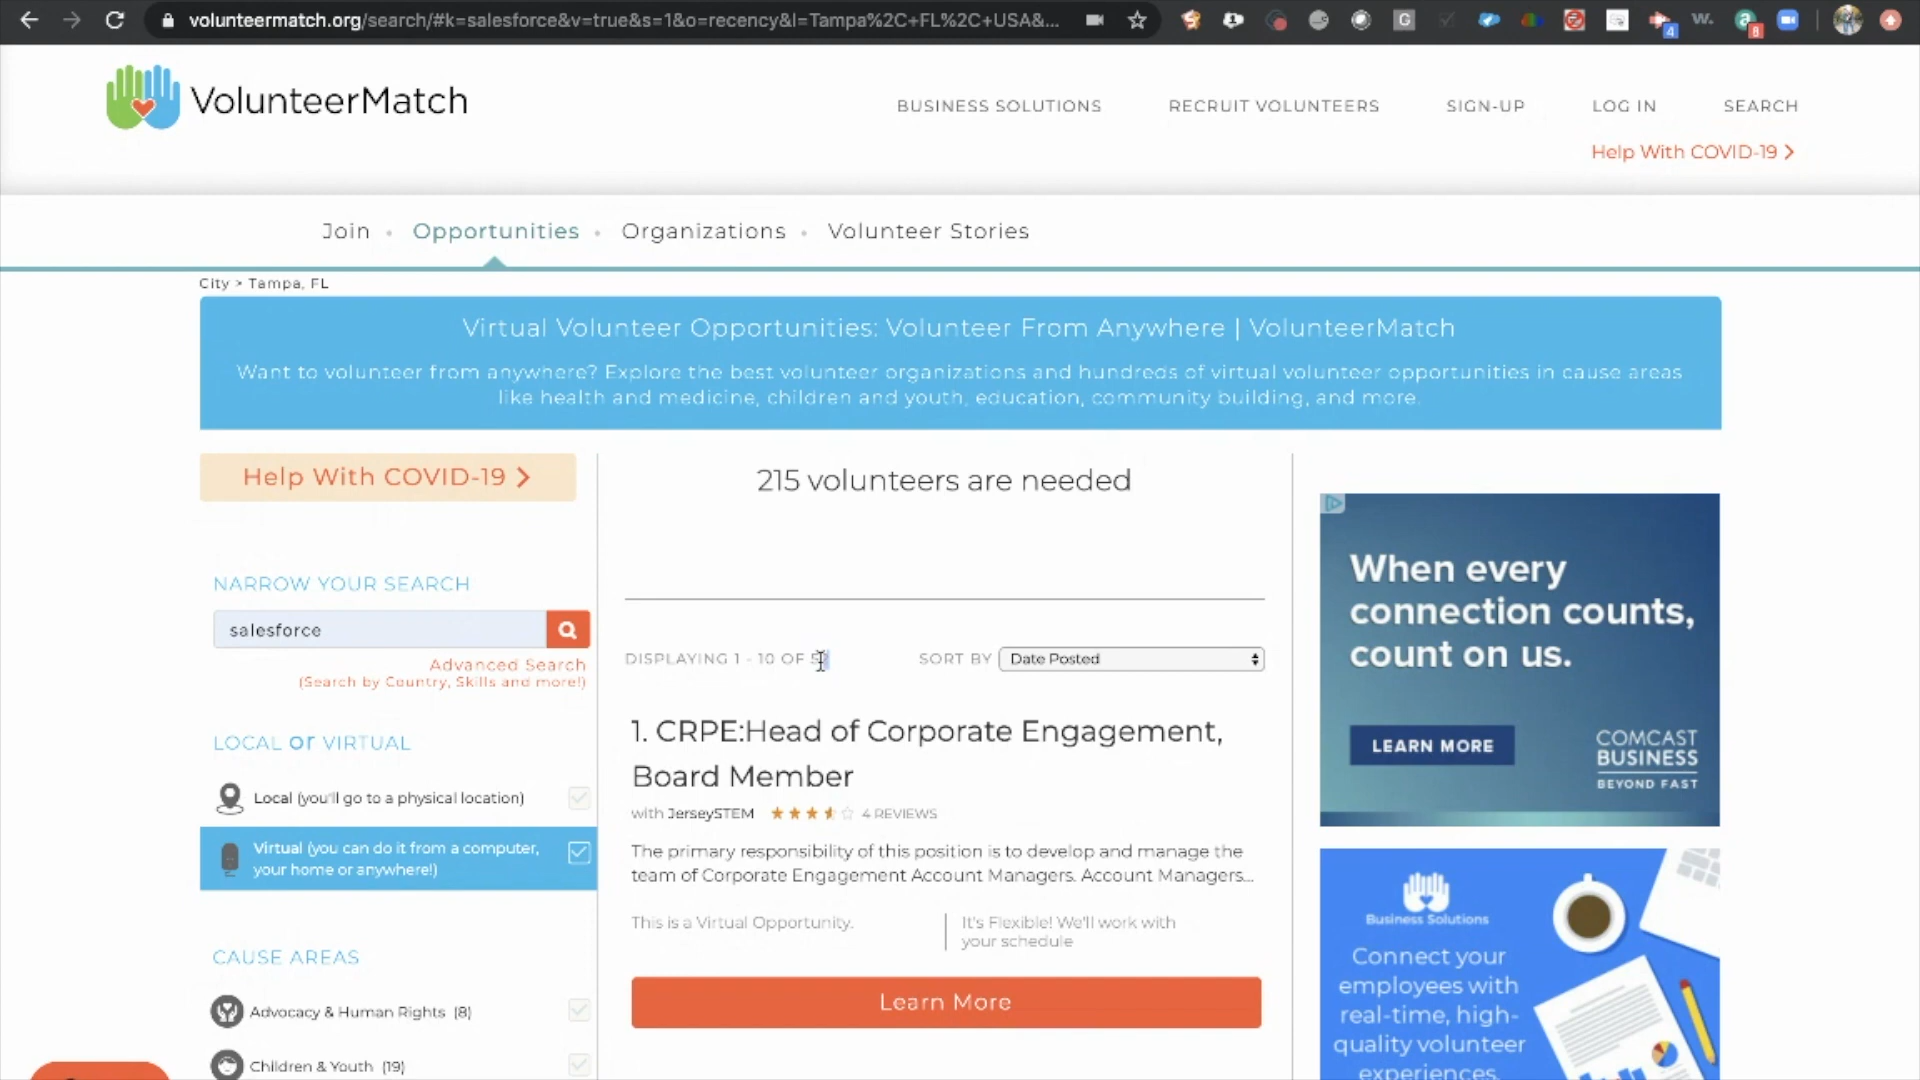 volunteermatch.org/search/#k=salesforce&v=true&s=1&o=recency&l=Tampa%2C+FL%2C+USA&...
VolunteerMatch
BUSINESS SOLUTIONS
RECRUIT VOLUNTEERS
SIGN-UP
LOG IN
SEARCH
Help With COVID-19
Join
Opportunities
Organizations
Volunteer Stories
City > Tampa, FL
Virtual Volunteer Opportunities: Volunteer From Anywhere | VolunteerMatch
Want to volunteer from anywhere? Explore the best volunteer organizations and hundreds of virtual volunteer opportunities in cause areas
like health and medicine, children and youth, education, community building, and more.
Help With COVID-19
NARROW YOUR SEARCH
salesforce
Advanced Search
(Search by Country, Skills and more!)
LOCAL or VIRTUAL
Local (you'll go to a physical location)
Virtual (you can do it from a computer,
your home or anywhere!)
CAUSE AREAS
Advocacy & Human Rights (8)
Children & Youth (19)
215 volunteers are needed
DISPLAYING 1 - 10 OF
SORT BY
Date Posted
1. CRPE:Head of Corporate Engagement,
Board Member
with JerseySTEM
4 REVIEWS
The primary responsibility of this position is to develop and manage the
team of Corporate Engagement Account Managers. Account Managers...
This is a Virtual Opportunity.
It's Flexible! We'll work with
your schedule
Learn More
When every
connection counts,
count on us.
LEARN MORE
COMCAST
BUSINESS
BEYOND FAST
Business Solutions
Connect your
employees with
real-time, high-
quality volunteer
experiences.